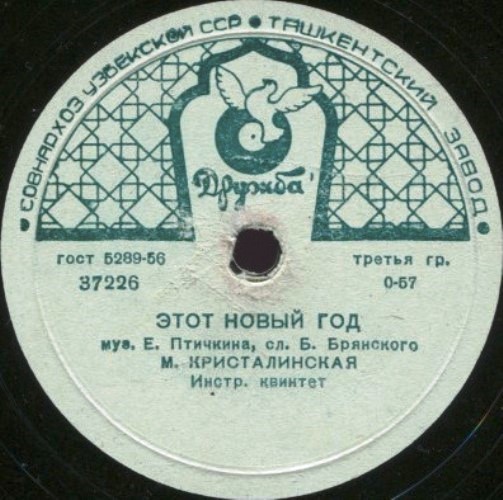 СОВНАРХОЗ УЗБЕКСКОЙ ССР • ТАШКЕНТСКИЙ ЗАВОД
Дружба
гост 5289-56 третья гр.
37226 0-57
ЭТОТ НОВЫЙ ГОД
муз. Е. Птичкина, сл. Б. Брянского
М. КРИСТАЛИНСКАЯ
Инстр. квинтет